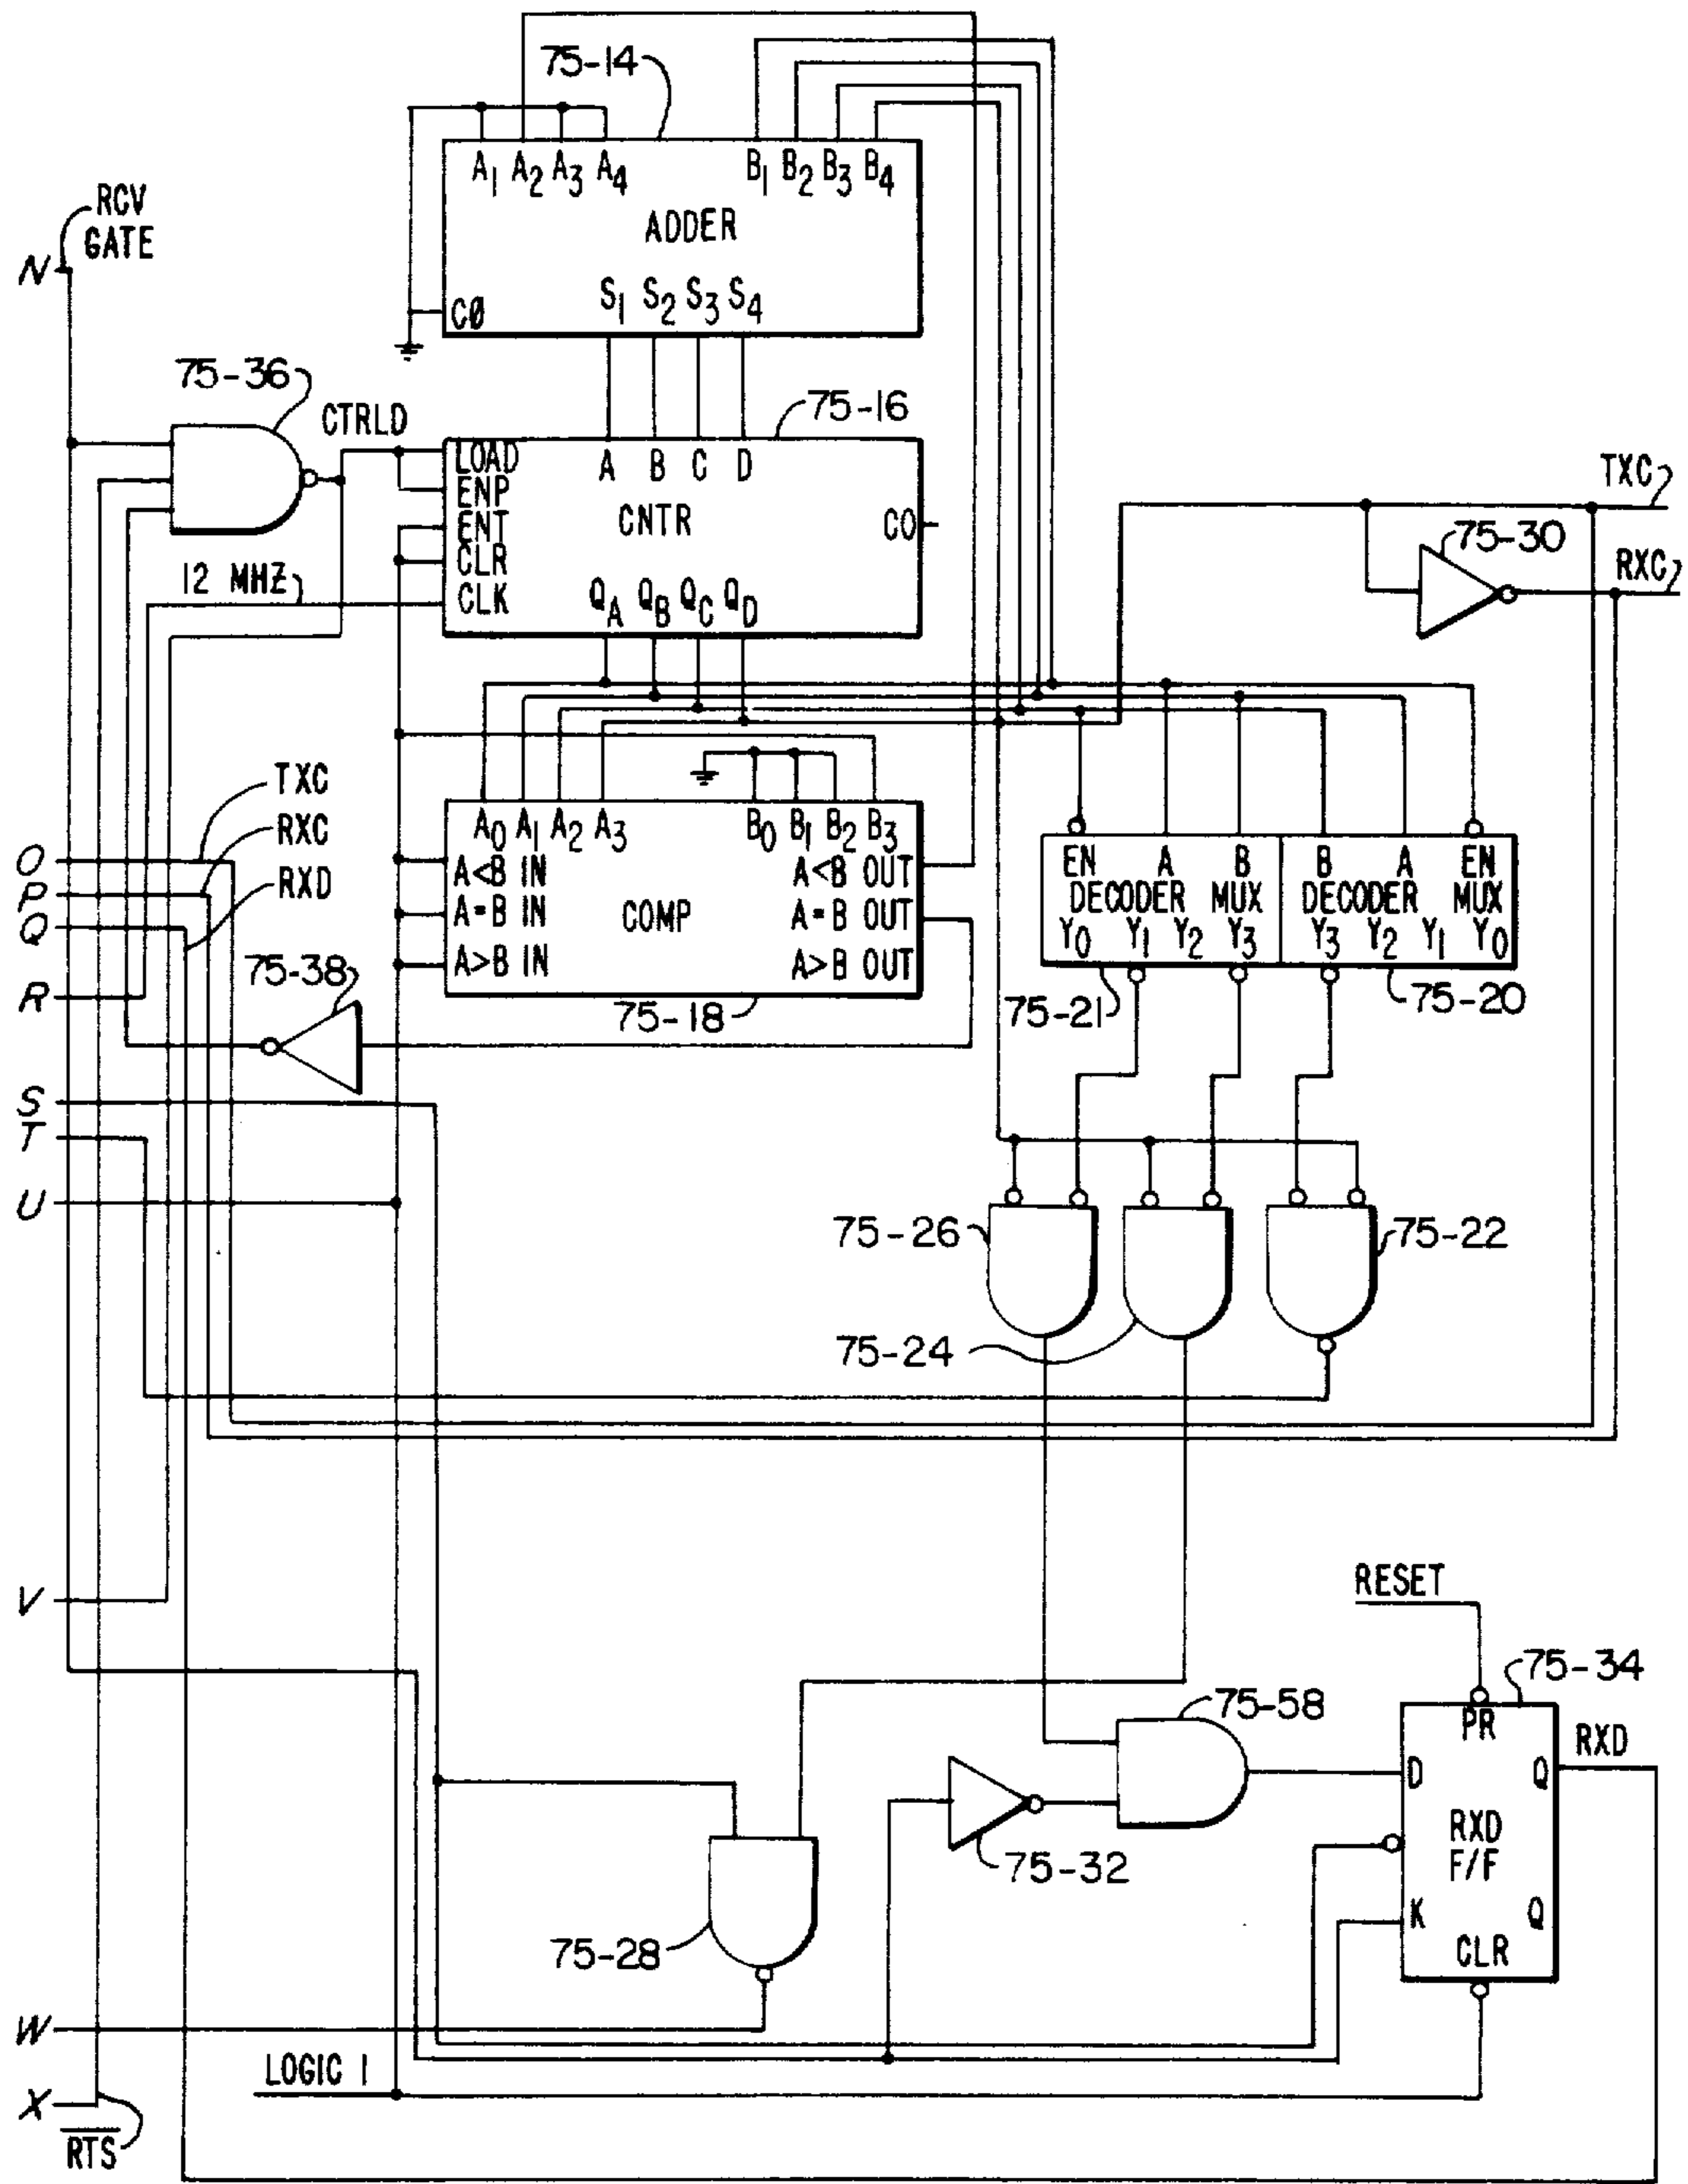 75-14
A1 A2 A3 A4 B1 B2 B3 B4
ADDER
S1 S2 S3 S4
CØ
RCV
GATE
N
75-36
CTRLD
75-16
LOAD
ENP
ENT
CLR
CLK
A B C D
CNTR
CO
QA QB QC QD
12 MHZ
TXC
75-30
RXC
TXC
RXC
RXD
O
P
Q
R
A0 A1 A2 A3 B0 B1 B2 B3
A<B IN A<B OUT
A=B IN COMP A=B OUT
A>B IN A>B OUT
75-18
75-38
EN A B B A EN
DECODER MUX DECODER MUX
Y0 Y1 Y2 Y3 Y3 Y2 Y1 Y0
75-21
75-20
S
T
U
75-26
75-22
75-24
V
RESET
75-34
75-58
PR
D Q
RXD
RXD
F/F
K Q
CLR
75-32
75-28
W
LOGIC 1
X
RTS